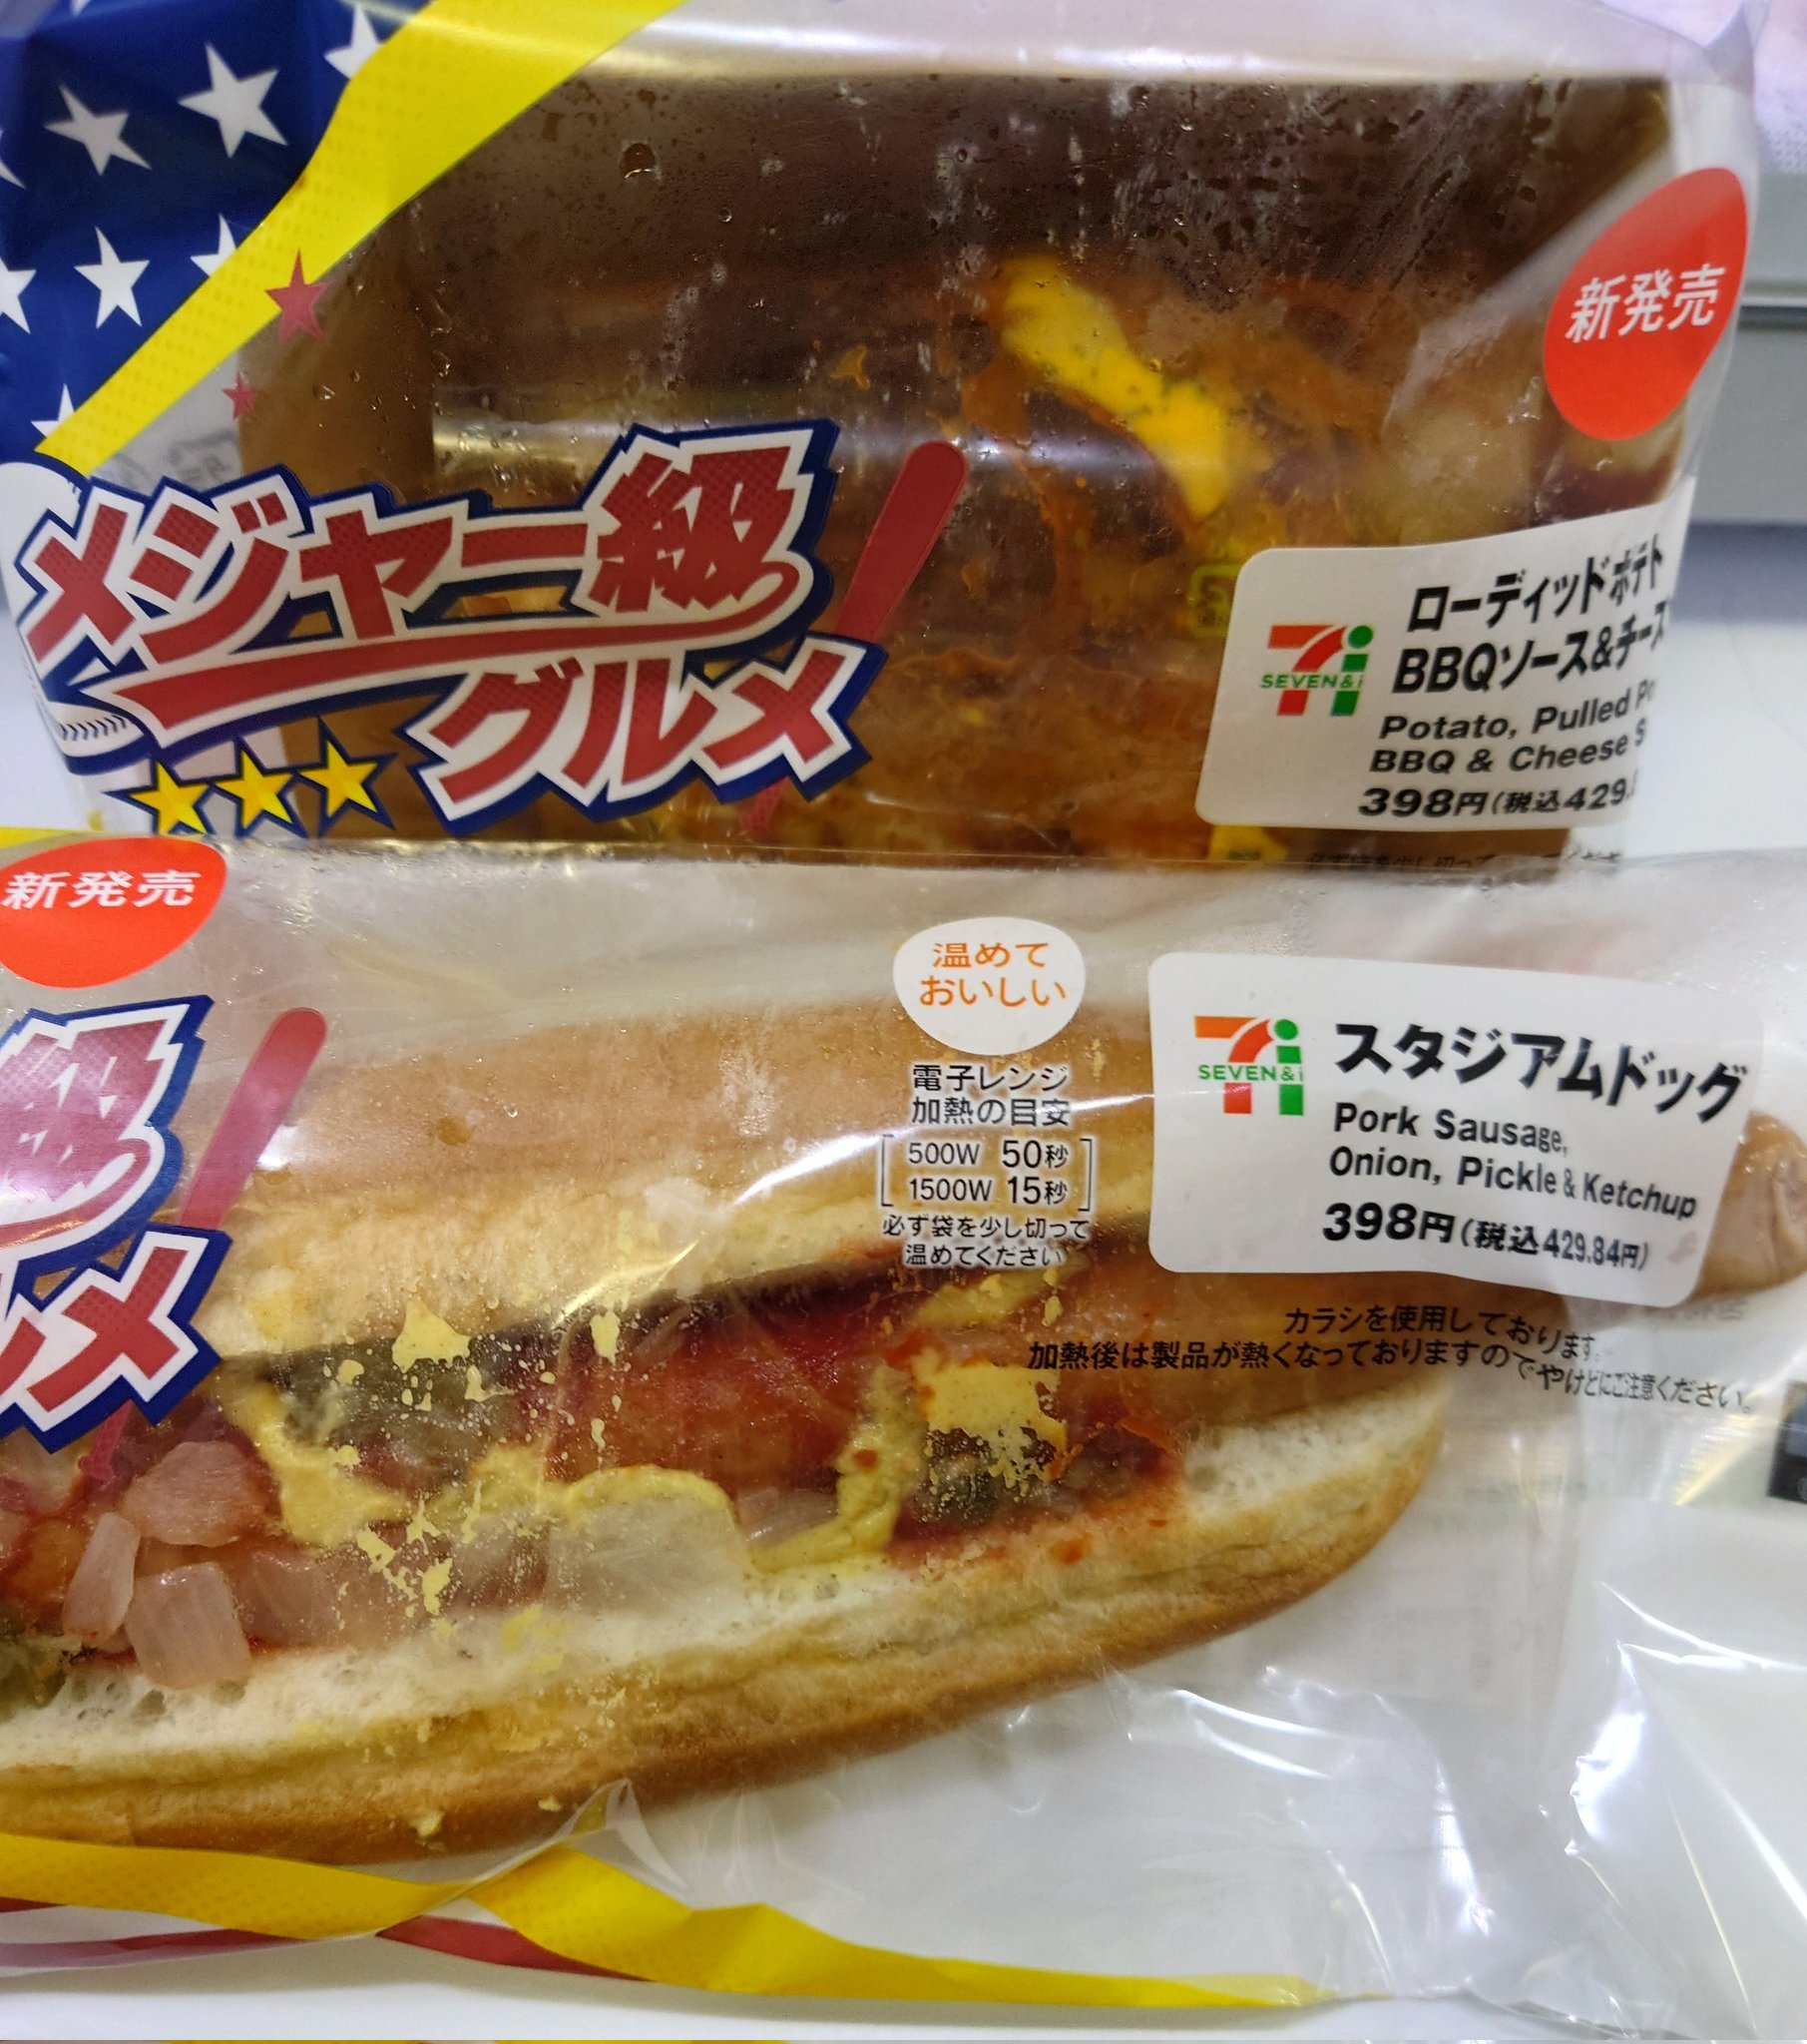 新発売
メジャー級
グルメ
SEVEN&i
ローディッドポテト
BBQソース&チーズ
Potato, Pulled
BBQ & Cheese
398円(税込429.
新発売
級
メ
温めて
おいしい
電子レンジ
加熱の目安
500W 50秒
1500W 15秒
必ず袋を少し切って
温めてください
SEVEN&i
スタジアムドッグ
Pork Sausage,
Onion, Pickle & Ketchup
398円(税込429.84円)
カラシを使用しております。
加熱後は製品が熱くなっておりますのでやけどにご注意ください。